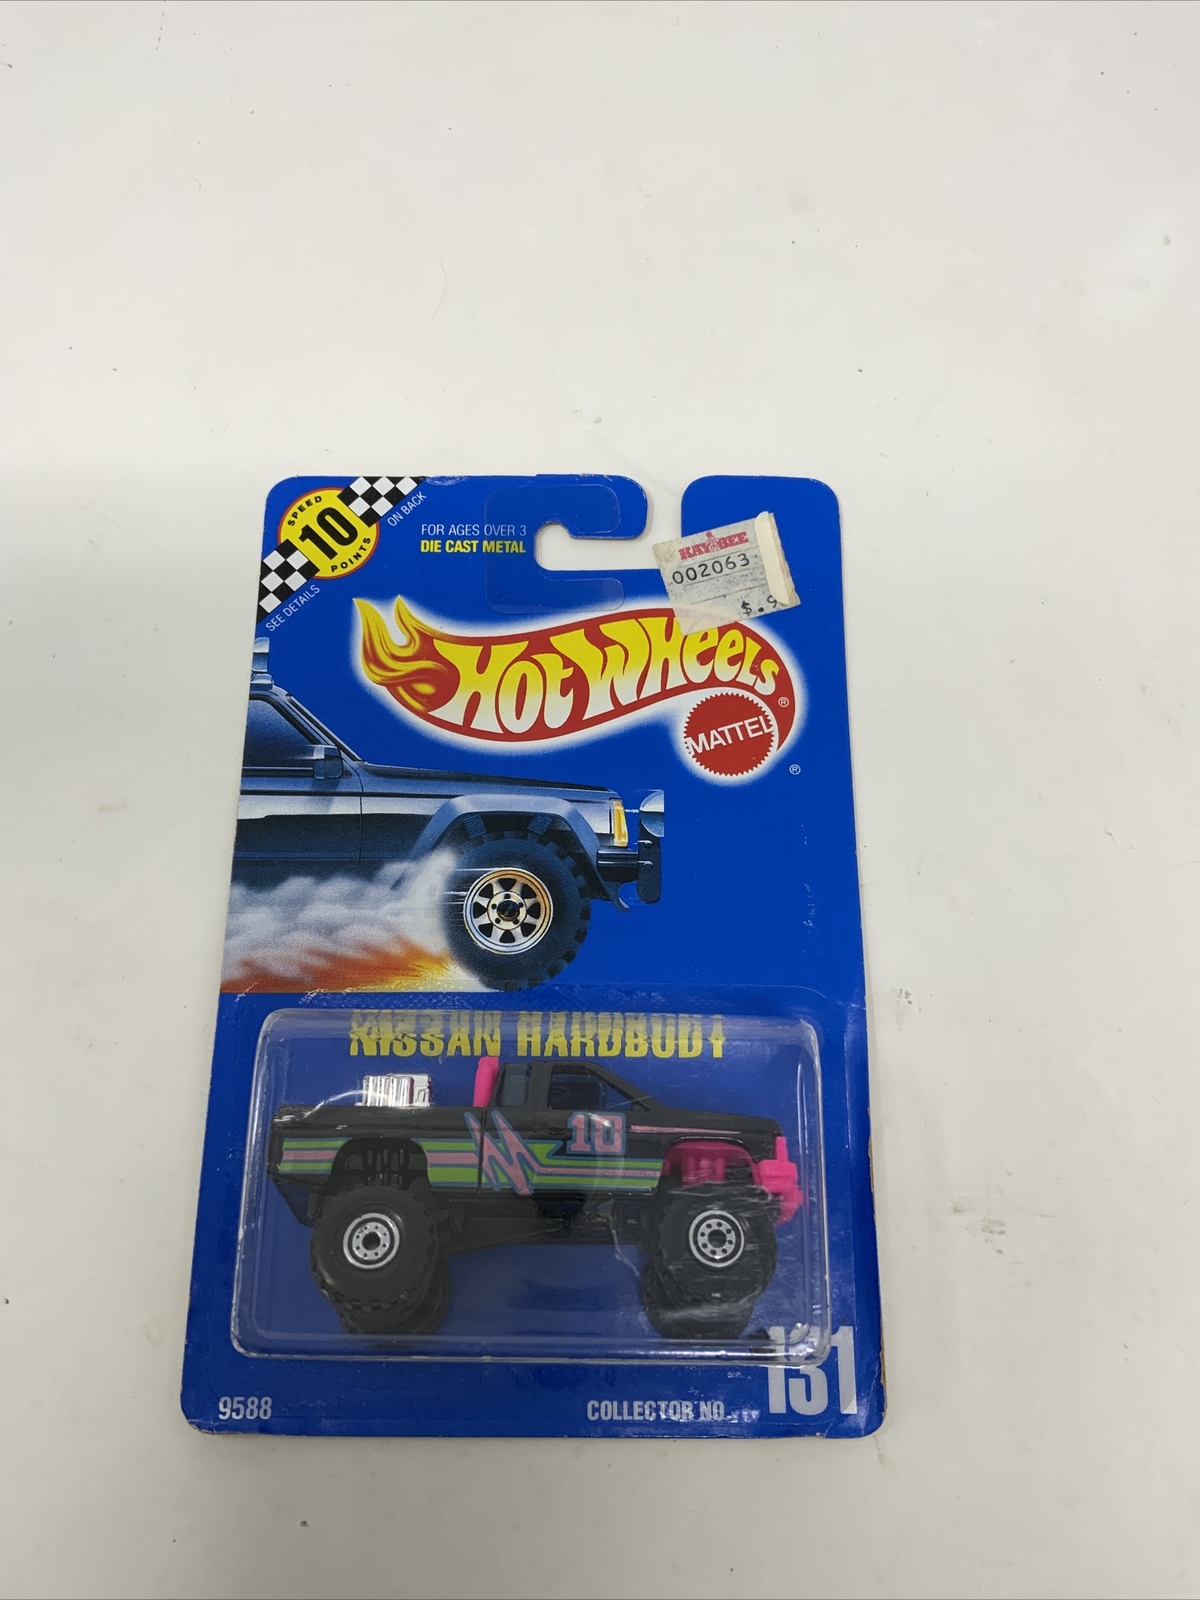 SPEED
10
POINTS
SEE DETAILS
ON BACK
FOR AGES OVER 3
DIE CAST METAL
KAY BEE
002063
$.9
HOT WHEELS ®
MATTEL
®
NISSAN HARDBODY
10
131
9588
COLLECTOR NO.